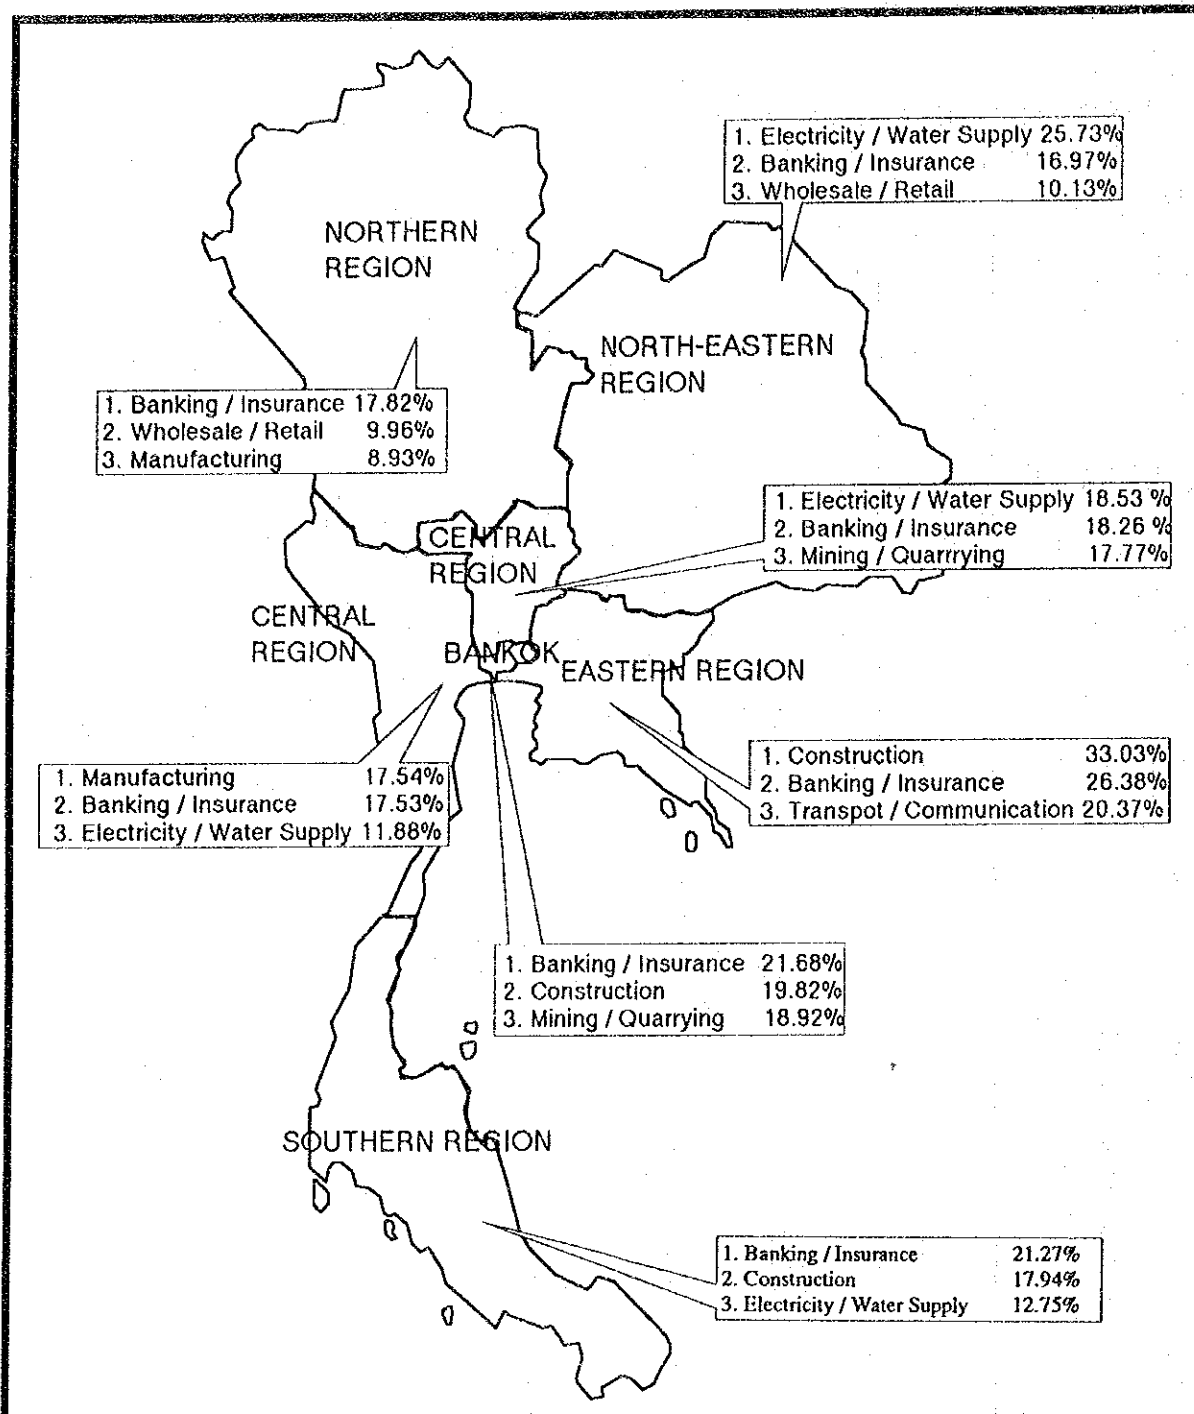 1. Electricity / Water Supply 25.73%
2. Banking / Insurance 16.97%
3. Wholesale / Retail 10.13%
NORTHERN
REGION
NORTH-EASTERN
REGION
1. Banking / Insurance 17.82%
2. Wholesale / Retail 9.96%
3. Manufacturing 8.93%
1. Electricity / Water Supply 18.53 %
2. Banking / Insurance 18.26 %
3. Mining / Quarrrying 17.77%
CENTRAL
REGION
CENTRAL
REGION
BANKOK
EASTERN REGION
1. Manufacturing 17.54%
2. Banking / Insurance 17.53%
3. Electricity / Water Supply 11.88%
1. Construction 33.03%
2. Banking / Insurance 26.38%
3. Transpot / Communication 20.37%
1. Banking / Insurance 21.68%
2. Construction 19.82%
3. Mining / Quarrying 18.92%
SOUTHERN REGION
1. Banking / Insurance 21.27%
2. Construction 17.94%
3. Electricity / Water Supply 12.75%